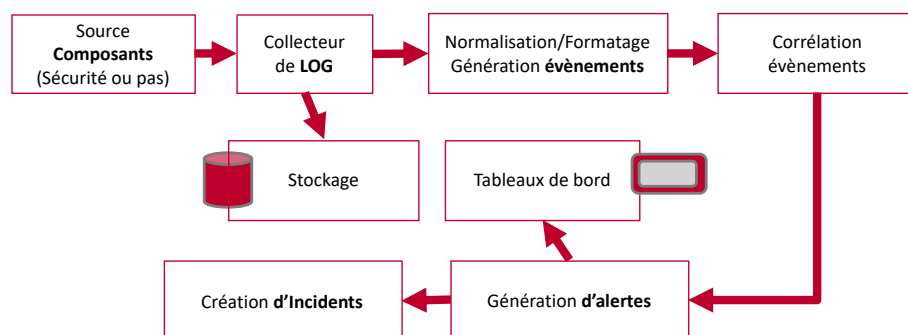 Source
Composants
(Sécurité ou pas)
Collecteur
de LOG
Normalisation/Formatage
Génération évènements
Corrélation
évènements
Stockage
Tableaux de bord
Création d'Incidents
Génération d'alertes